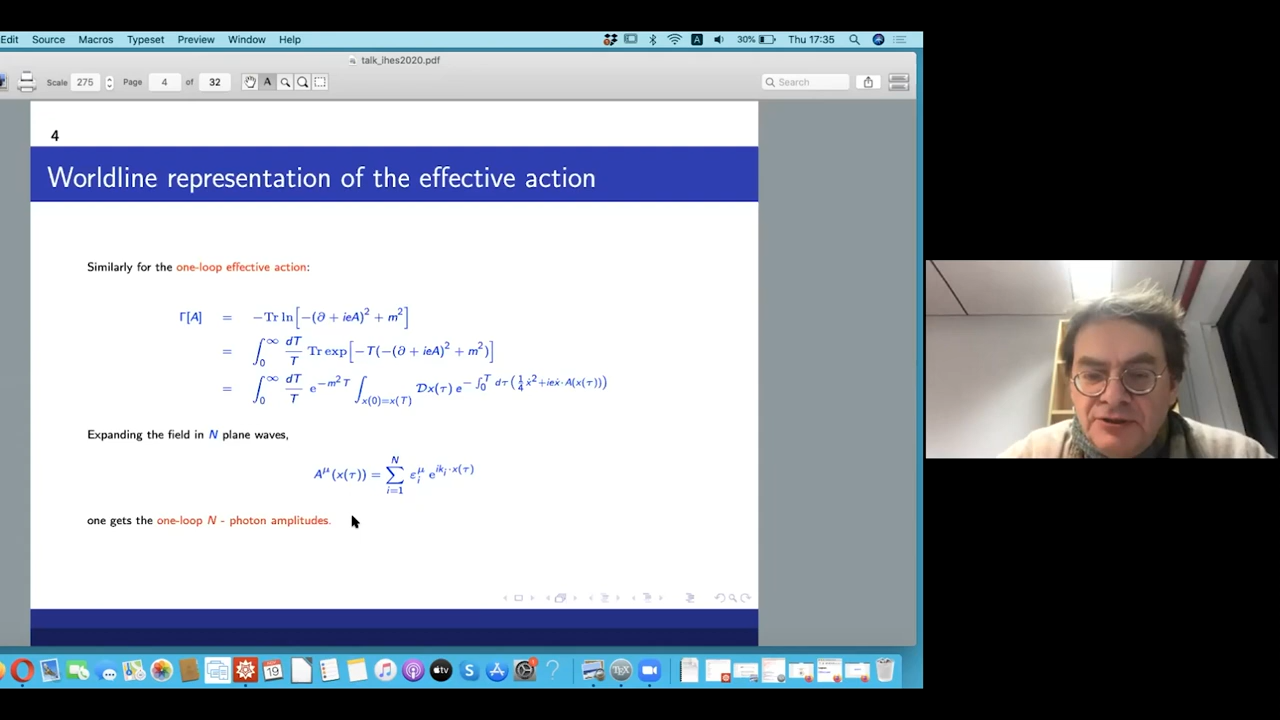 Edit Source Macros Typeset Preview Window Help 30% Thu 17:35
talk_ihes2020.pdf
Scale 275 Page 4 of 32 A Search
4
Worldline representation of the effective action
Similarly for the one-loop effective action:
Γ[A] = −Tr ln[−(∂ + ieA)² + m²]
= ∫₀^∞ dT/T Tr exp[−T(−(∂ + ieA)² + m²)]
= ∫₀^∞ dT/T e^{−m²T} ∫_{x(0)=x(T)} 𝒟x(τ) e^{−∫₀^T dτ(¼ẋ²+ieẋ·A(x(τ)))}
Expanding the field in N plane waves,
A^μ(x(τ)) = ∑_{i=1}^{N} ε_i^μ e^{ik_i·x(τ)}
one gets the one-loop N - photon amplitudes.
19 tv S TEX